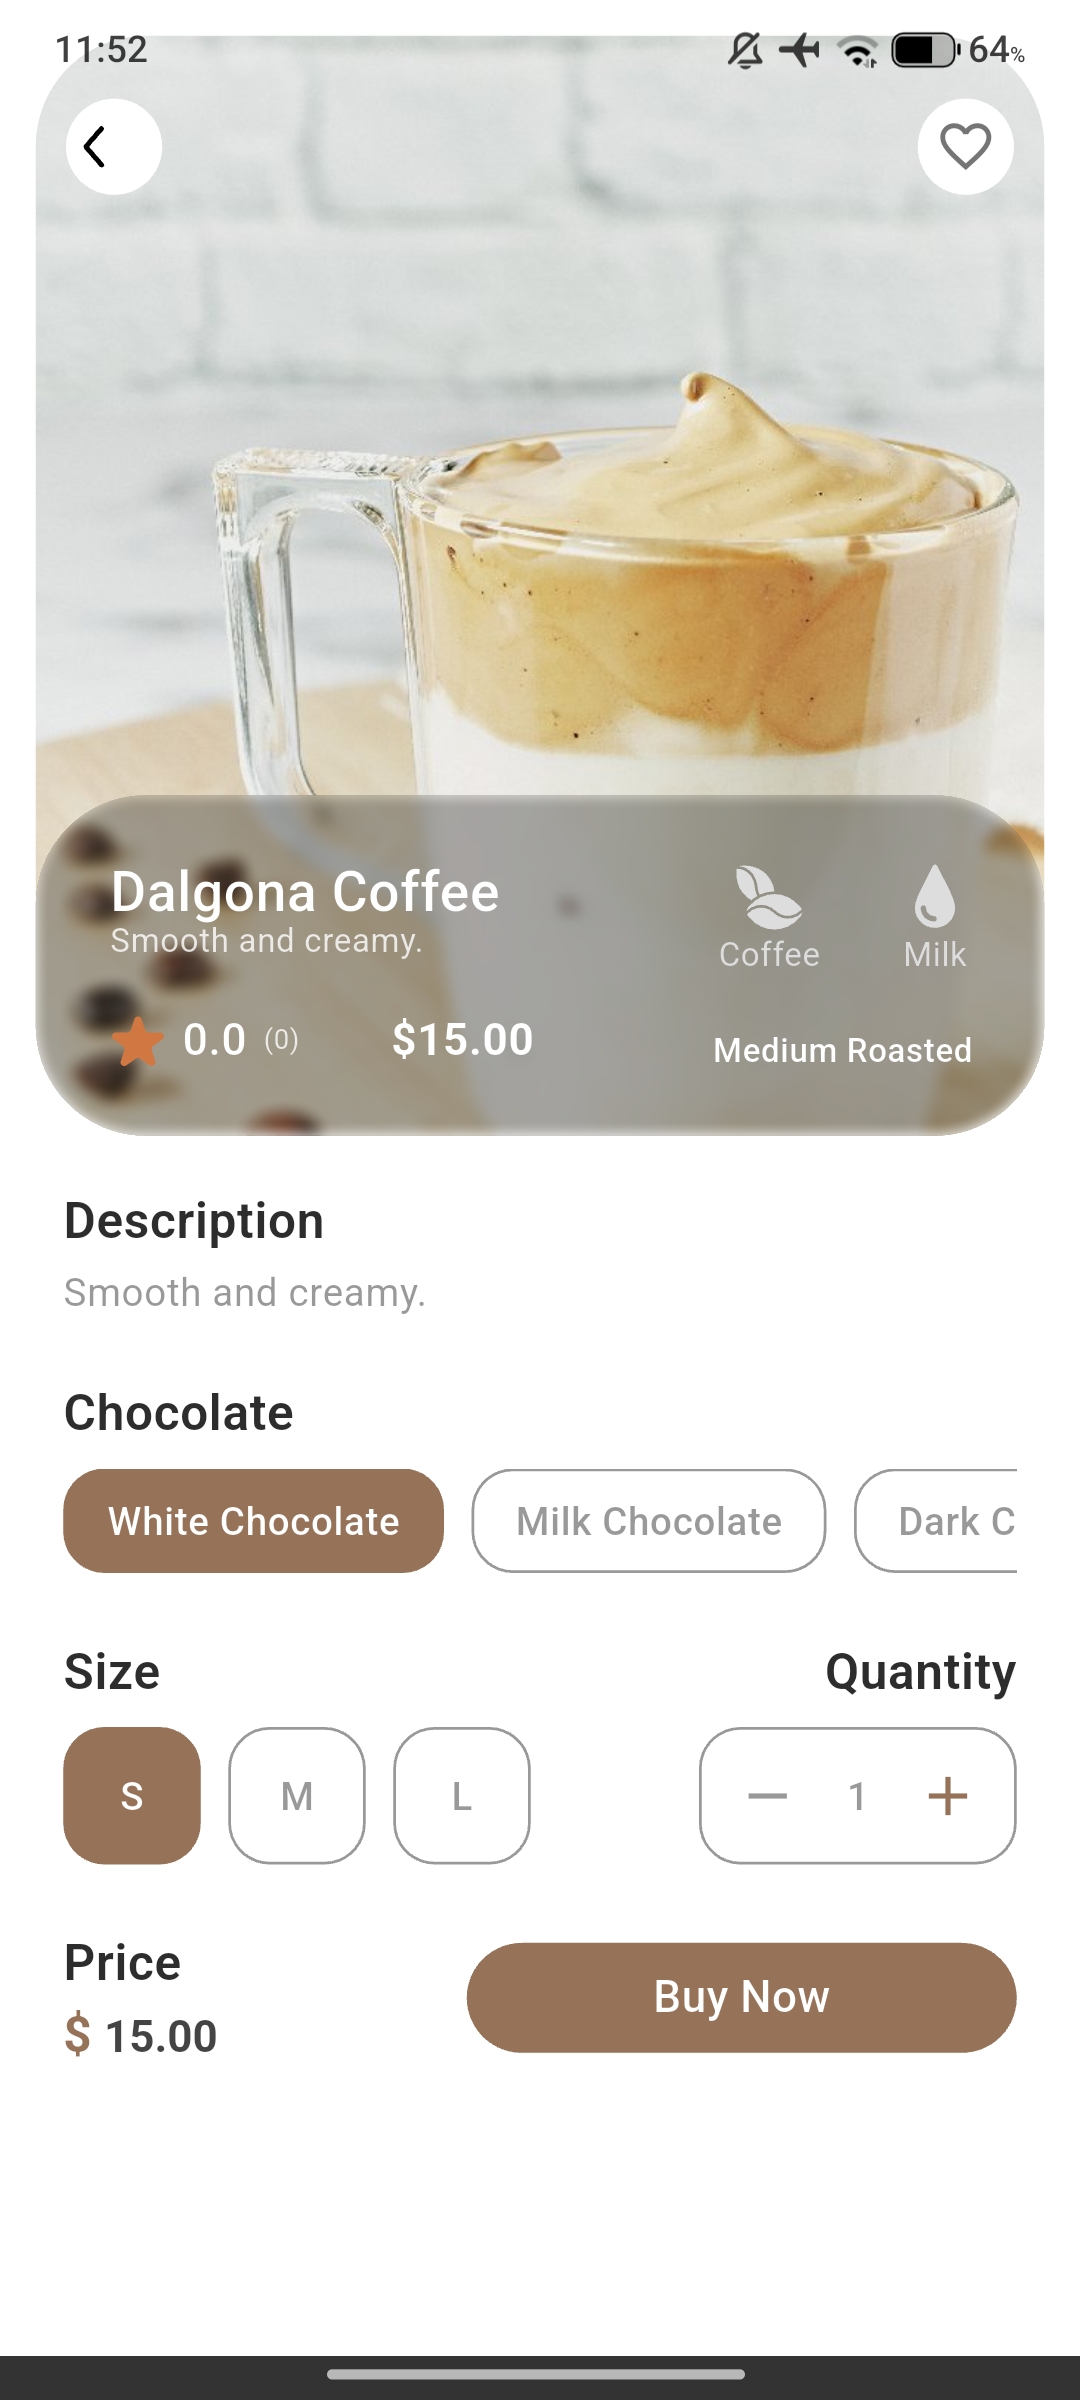 11:52 64%
Dalgona Coffee
Smooth and creamy.
Coffee Milk
0.0 (0) $15.00
Medium Roasted
Description
Smooth and creamy.
Chocolate
White Chocolate Milk Chocolate Dark C
Size Quantity
S M L 1
Price
$ 15.00
Buy Now